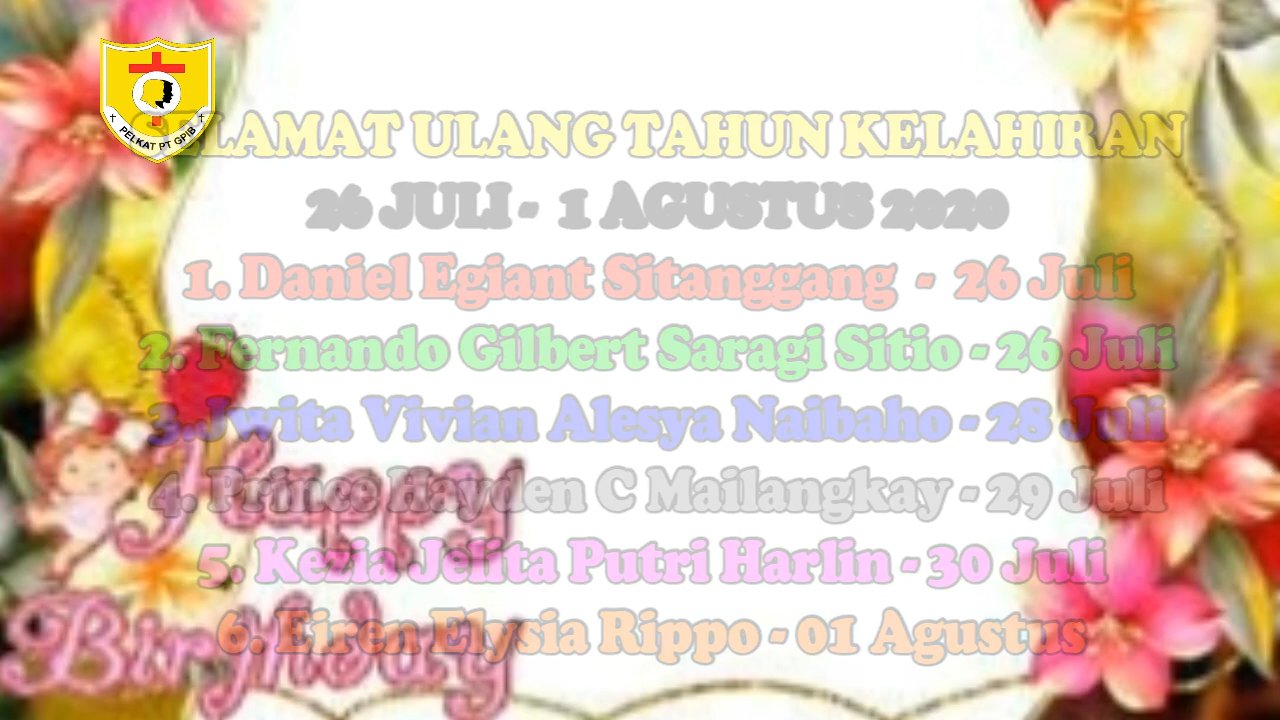 PELKAT PT GPIB
SELAMAT ULANG TAHUN KELAHIRAN
26 JULI - 1 AGUSTUS 2020
1. Daniel Egiant Sitanggang - 26 Juli
2. Fernando Gilbert Saragi Sitio - 26 Juli
3.Jwita Vivian Alesya Naibaho - 28 Juli
4. Prince Hayden C Mailangkay - 29 Juli
5. Kezia Jelita Putri Harlin - 30 Juli
6. Eiren Elysia Rippo - 01 Agustus
Happy
Birthday